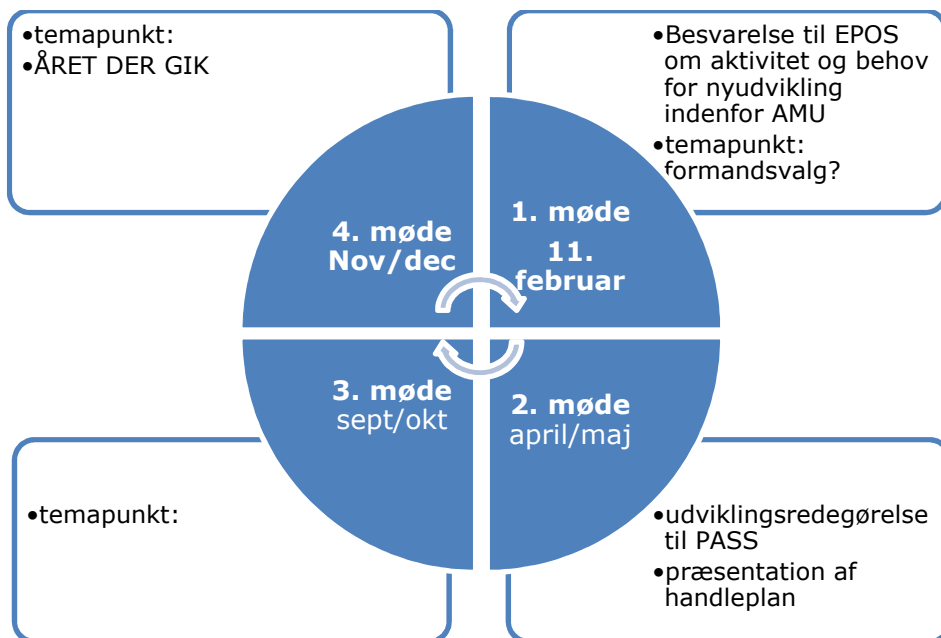 •temapunkt:
•ÅRET DER GIK
•Besvarelse til EPOS
om aktivitet og behov
for nyudvikling
indenfor AMU
•temapunkt:
formandsvalg?
4. møde
Nov/dec
1. møde
11.
februar
3. møde
sept/okt
2. møde
april/maj
•temapunkt:
•udviklingsredegørelse
til PASS
•præsentation af
handleplan